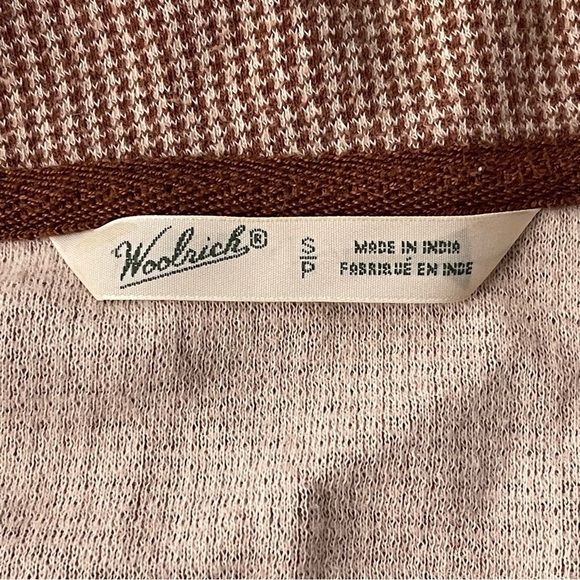 Woolrich®
S
P
MADE IN INDIA
FABRIQUÉ EN INDE